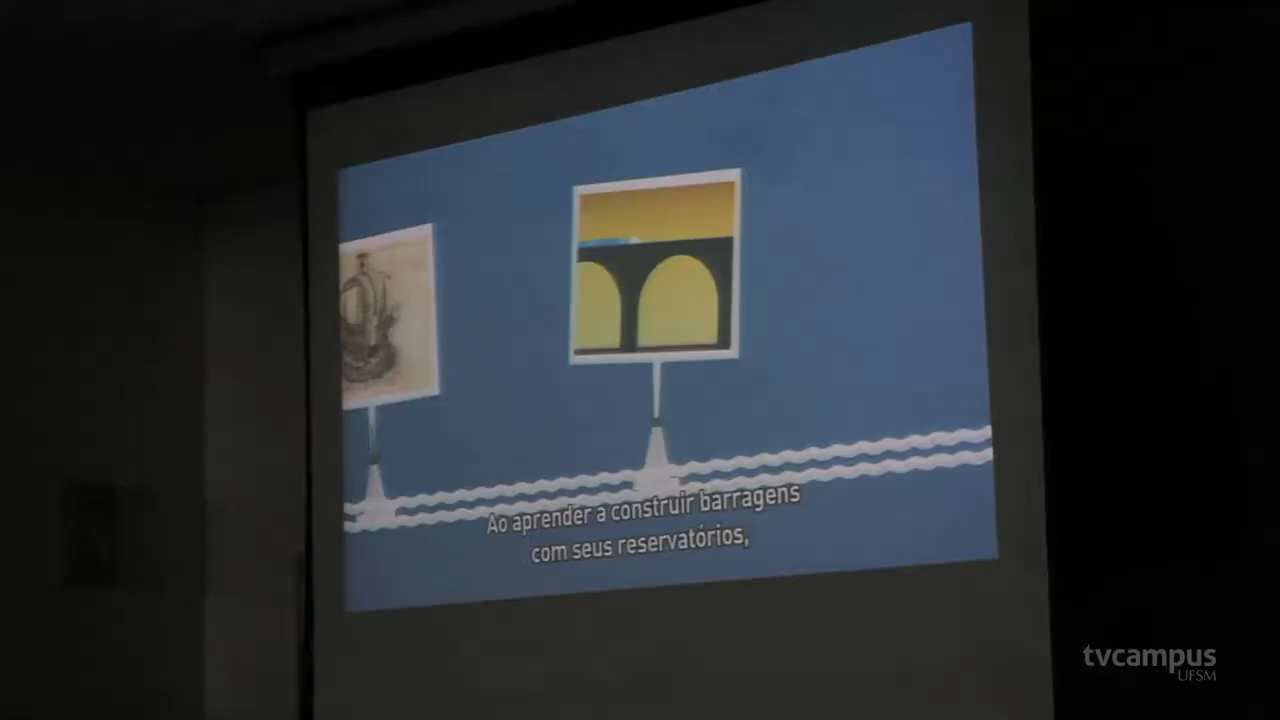 Ao aprender a construir barragens
com seus reservatórios,
tvcampus
UFSM